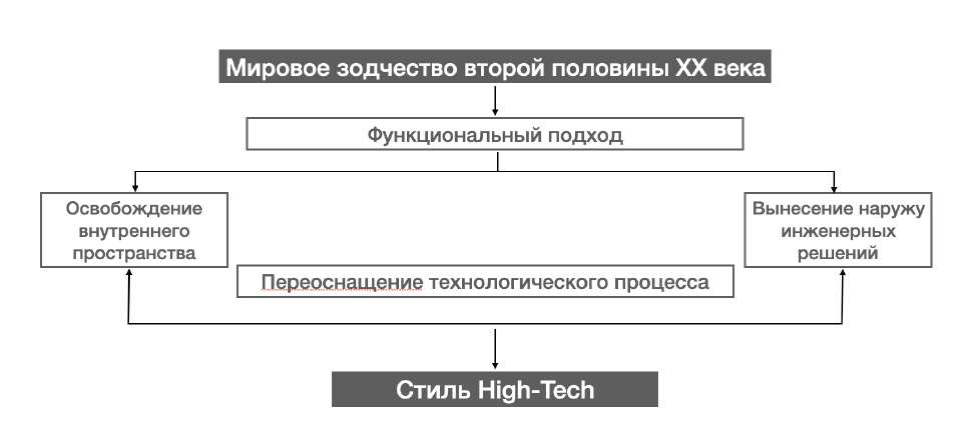 Мировое зодчество второй половины XX века
Функциональный подход
Освобождение
внутреннего
пространства
Вынесение наружу
инженерных
решений
Переоснащение технологического процесса
Стиль High-Tech